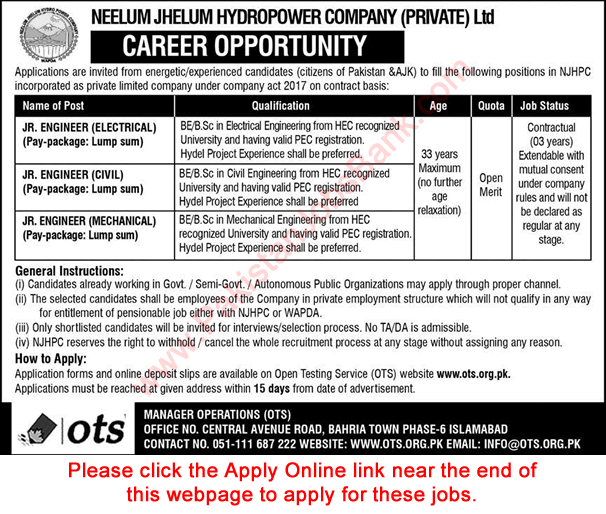 NEELUM JHELUM HYDROPOWER COMPANY (PRIVATE) Ltd
CAREER OPPORTUNITY
NEELUM JHELUM HYDRO POWER COMPANY
WAPDA
Applications are invited from energetic/experienced candidates (citizens of Pakistan &AJK) to fill the following positions in NJHPC
incorporated as private limited company under company act 2017 on contract basis:
Name of Post Qualification Age Quota Job Status
JR. ENGINEER (ELECTRICAL)
(Pay-package: Lump sum)
BE/B.Sc in Electrical Engineering from HEC recognized
University and having valid PEC registration.
Hydel Project Experience shall be preferred.
JR. ENGINEER (CIVIL)
(Pay-package: Lump sum)
BE/B.Sc in Civil Engineering from HEC recognized
University and having valid PEC registration.
Hydel Project Experience shall be preferred
JR. ENGINEER (MECHANICAL)
(Pay-package: Lump sum)
BE/B.Sc in Mechanical Engineering from HEC
recognized University and having valid PEC registration.
Hydel Project Experience shall be preferred.
33 years
Maximum
(no further
age
relaxation)
Open
Merit
Contractual
(03 years)
Extendable with
mutual consent
under company
rules and will not
be declared as
regular at any
stage.
General Instructions:
(i) Candidates already working in Govt. / Semi-Govt. / Autonomous Public Organizations may apply through proper channel.
(ii) The selected candidates shall be employees of the Company in private employment structure which will not qualify in any way
for entitlement of pensionable job either with NJHPC or WAPDA.
(iii) Only shortlisted candidates will be invited for interviews/selection process. No TA/DA is admissible.
(iv) NJHPC reserves the right to withhold / cancel the whole recruitment process at any stage without assigning any reason.
How to Apply:
Application forms and online deposit slips are available on Open Testing Service (OTS) website www.ots.org.pk.
Applications must be reached at given address within 15 days from date of advertisement.
ots
MANAGER OPERATIONS (OTS)
OFFICE NO. CENTRAL AVENUE ROAD, BAHRIA TOWN PHASE-6 ISLAMABAD
CONTACT NO. 051-111 687 222 WEBSITE: WWW.OTS.ORG.PK EMAIL: INFO@OTS.ORG.PK
www.PakistanJobsBank.com
Please click the Apply Online link near the end of
this webpage to apply for these jobs.